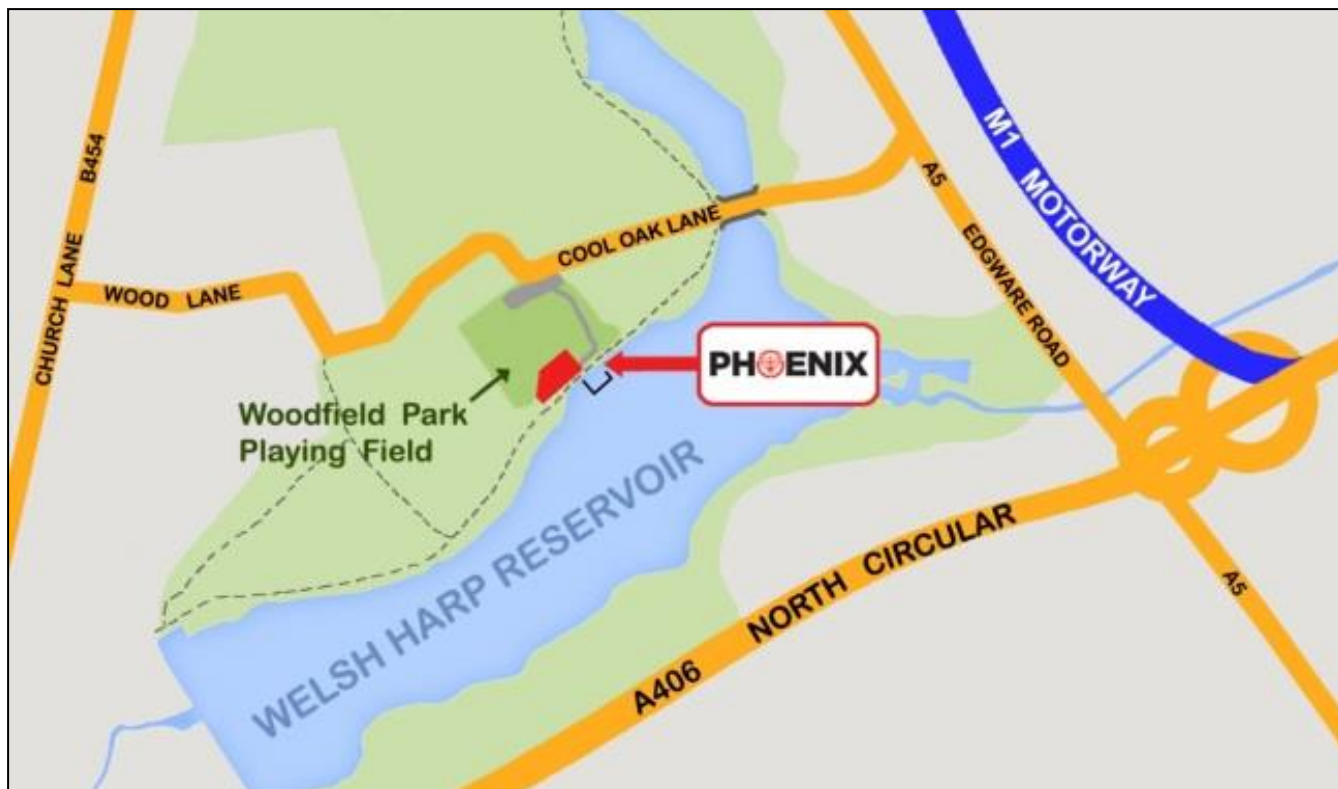 CHURCH LANE B454
WOOD LANE
COOL OAK LANE
A5
EDGWARE ROAD
M1 MOTORWAY
PHOENIX
Woodfield Park
Playing Field
WELSH HARP RESERVOIR
A406 NORTH CIRCULAR
A5